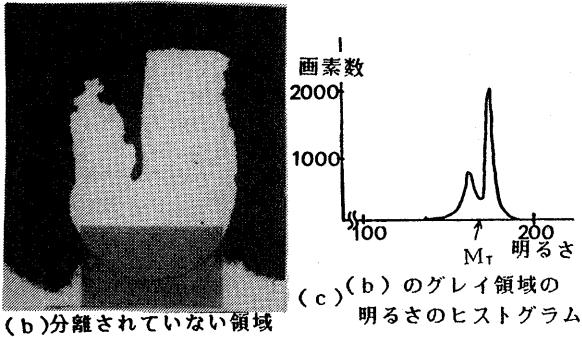 画素数
2000
1000
100
200
M_T
明るさ
(b)分離されていない領域
(c)(b)のグレイ領域の
明るさのヒストグラム